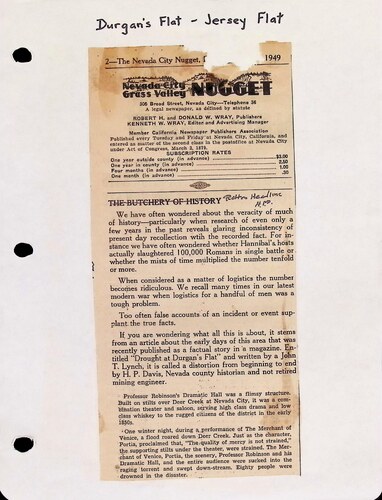 Durgan's Flat - Jersey Flat
2—The Nevada City Nugget,
1949
Nevada City
Grass Valley NUGGET
306 Broad Street, Nevada City—Telephone 36
A legal newspaper, as defined by statute
ROBERT H. and DONALD W. WRAY, Publishers
KENNETH W. WRAY, Editor and Advertising Manager
Member California Newspaper Publishers Association
Published every Tuesday and Friday at Nevada City, California, and
entered as matter of the second class in the postoffice at Nevada City
under Act of Congress, March 3, 1879.
SUBSCRIPTION RATES
One year outside county (in advance) $3.00
One year in county (in advance) 2.50
Four months (in advance) 1.00
One month (in advance) .30
THE BUTCHERY OF HISTORY
We have often wondered about the veracity of much
of history—particularly when research of even only a
few years in the past reveals glaring inconsistency of
present day recollection with the recorded fact. For in-
stance we have often wondered whether Hannibal's hosts
actually slaughtered 100,000 Romans in single battle or
whether the mists of time multiplied the number tenfold
or more.
When considered as a matter of logistics the number
becomes ridiculous. We recall many times in our latest
modern war when logistics for a handful of men was a
tough problem.
Too often false accounts of an incident or event sup-
plant the true facts.
If you are wondering what all this is about, it stems
from an article about the early days of this area that was
recently published as a factual story in a magazine. En-
titled "Drought at Durgan's Flat" and written by a John
T. Lynch, it is called a distortion from beginning to end
by H. P. Davis, Nevada county historian and not retired
mining engineer.
Professor Robinson's Dramatic Hall was a flimsy structure.
Built on stilts over Deer Creek at Nevada City, it was a com-
bination theater and saloon, serving high class drama and low
class whiskey to the rugged citizens of the district in the early
1850s.
"One winter night, during a performance of The Merchant of
Venice, a flood roared down Deer Creek. Just as the character,
Portia, proclaimed that, "The quality of mercy is not strained,"
the supporting stilts under the theater, were strained. The Mer-
chant of Venice, Portia, the scenery, Professor Robinson and his
Dramatic Hall, and the entire audience were sucked into the
raging torrent and swept down-stream. Eighty people were
drowned in the disaster.